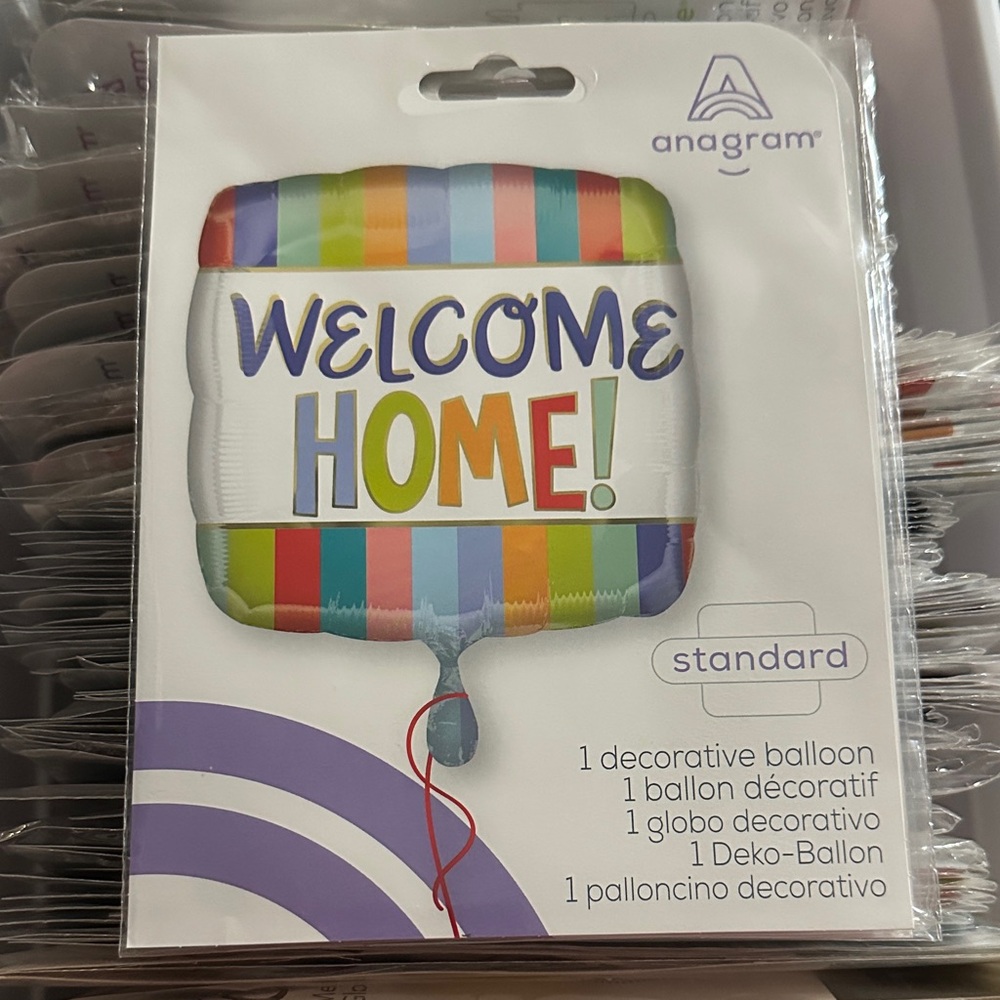 anagram®
WELCOME
HOME!
standard
1 decorative balloon
1 ballon décoratif
1 globo decorativo
1 Deko-Ballon
1 palloncino decorativo